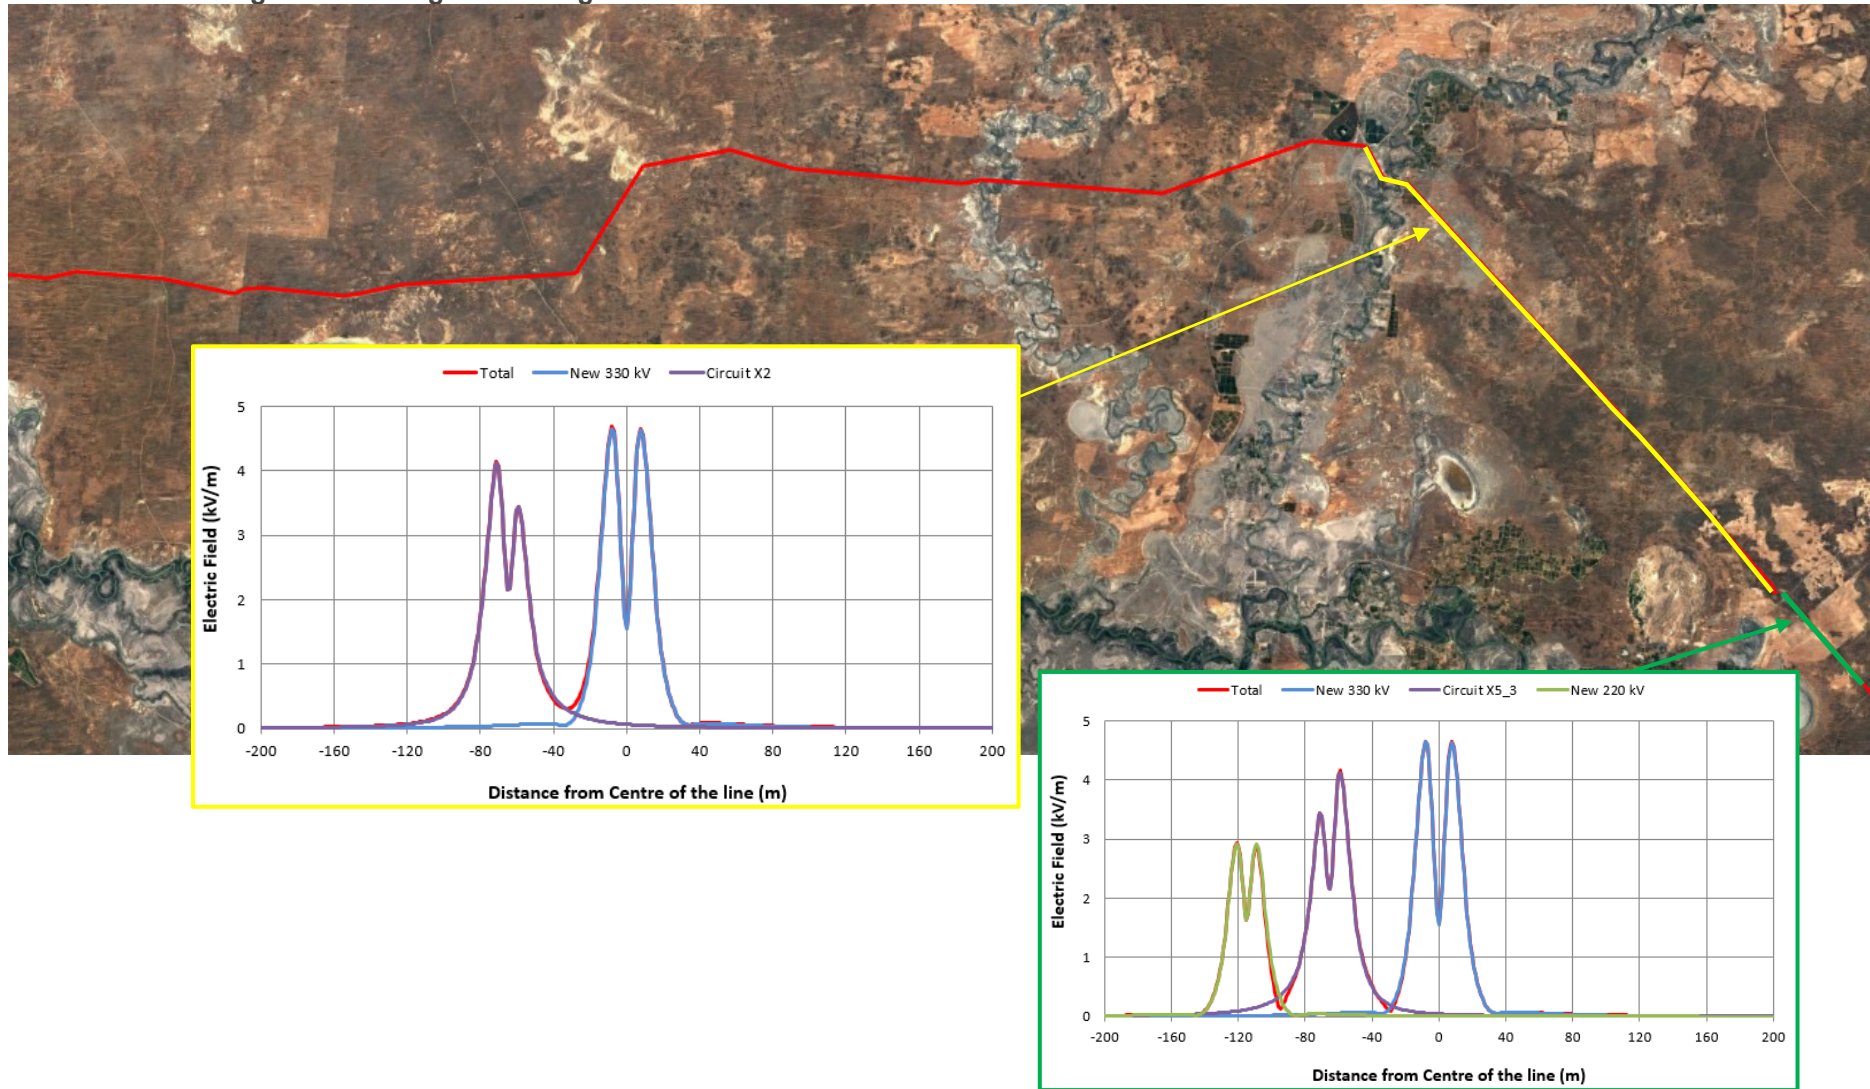 Total New 330 kV Circuit X2
Electric Field (kV/m)
5
4
3
2
1
0
-200 -160 -120 -80 -40 0 40 80 120 160 200
Distance from Centre of the line (m)
Total New 330 kV Circuit X5_3 New 220 kV
Electric Field (kV/m)
5
4
3
2
1
0
-200 -160 -120 -80 -40 0 40 80 120 160 200
Distance from Centre of the line (m)